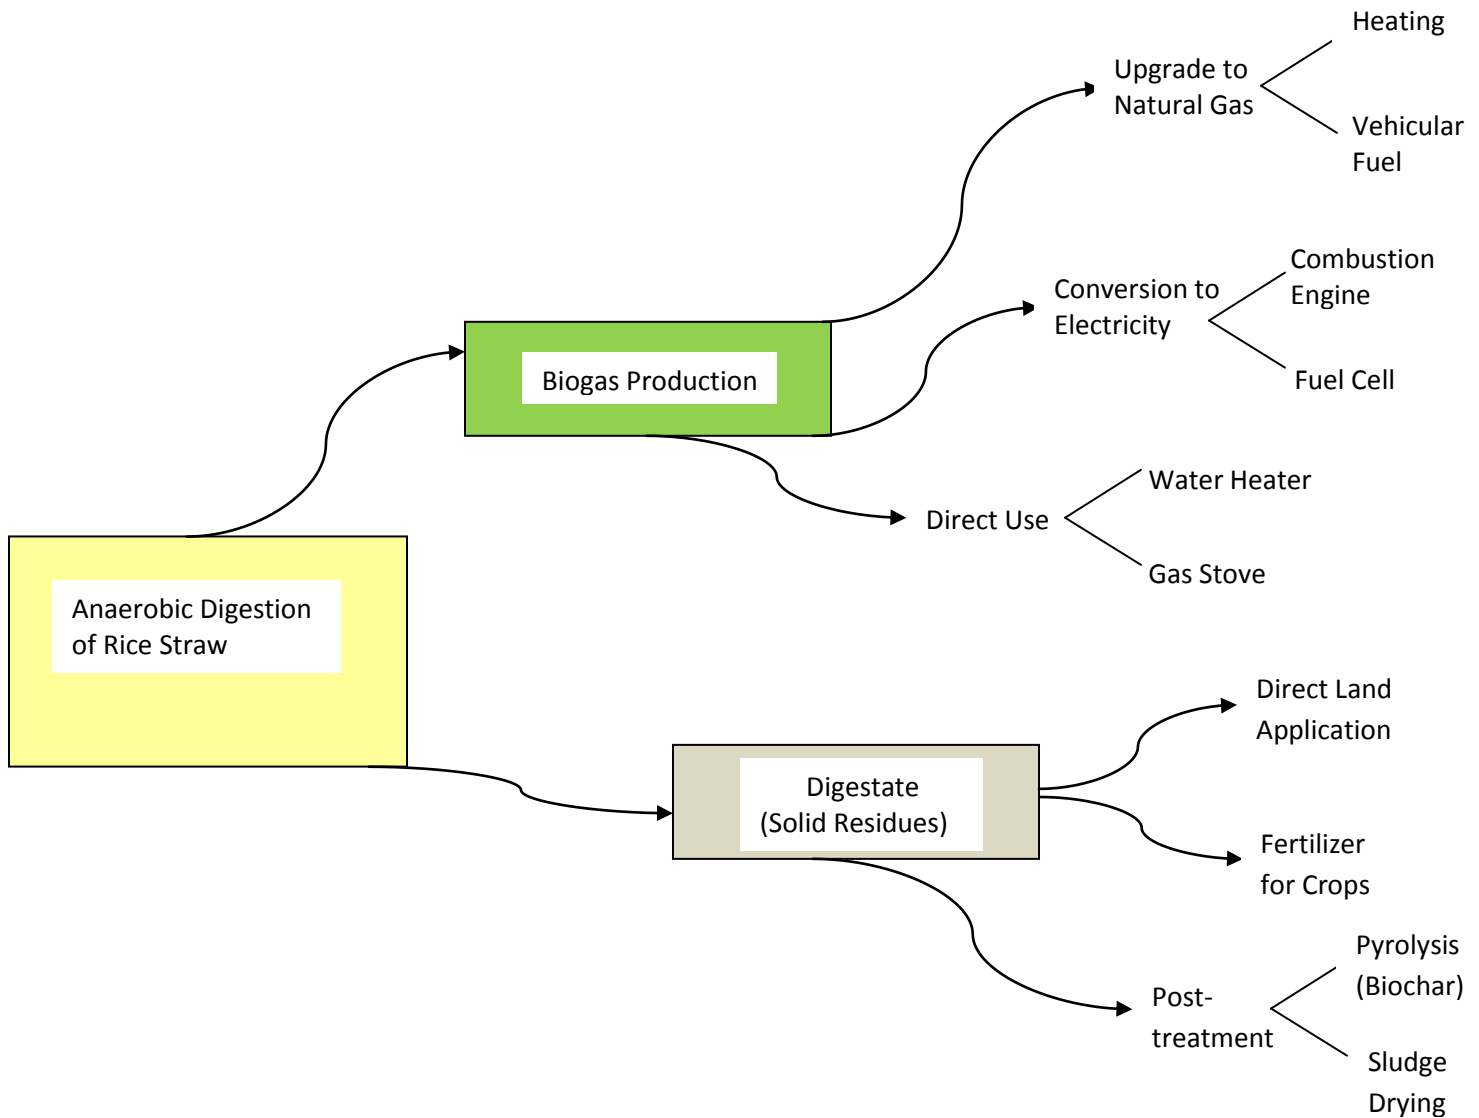 Heating
Upgrade to
Natural Gas
Vehicular
Fuel
Combustion
Engine
Conversion to
Electricity
Fuel Cell
Biogas Production
Water Heater
Direct Use
Gas Stove
Anaerobic Digestion
of Rice Straw
Direct Land
Application
Digestate
(Solid Residues)
Fertilizer
for Crops
Pyrolysis
(Biochar)
Post-
treatment
Sludge
Drying